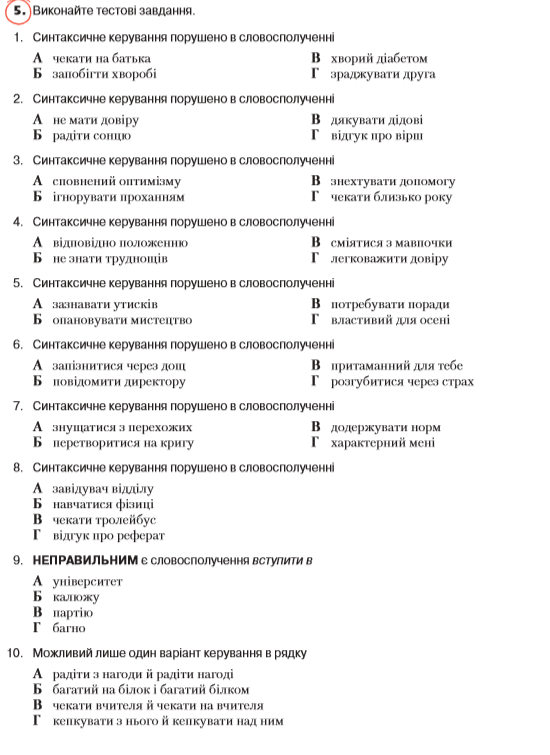 5. Виконайте тестові завдання.
1. Синтаксичне керування порушено в словосполученні
А чекати на батька В хворий діабетом
Б запобігти хворобі Г зраджувати друга
2. Синтаксичне керування порушено в словосполученні
А не мати довіру В дякувати дідові
Б радіти сонцю Г відгук про вірш
3. Синтаксичне керування порушено в словосполученні
А сповнений оптимізму В знехтувати допомогу
Б ігнорувати проханням Г чекати близько року
4. Синтаксичне керування порушено в словосполученні
А відповідно положенню В сміятися з мавпочки
Б не знати труднощів Г легковажити довіру
5. Синтаксичне керування порушено в словосполученні
А зазнавати утисків В потребувати поради
Б опановувати мистецтво Г властивий для осені
6. Синтаксичне керування порушено в словосполученні
А запізнитися через дощ В притаманний для тебе
Б повідомити директору Г розгубитися через страх
7. Синтаксичне керування порушено в словосполученні
А знущатися з перехожих В додержувати норм
Б перетворитися на кригу Г характерний мені
8. Синтаксичне керування порушено в словосполученні
А завідувач відділу
Б навчатися фізиці
В чекати тролейбус
Г відгук про реферат
9. НЕПРАВИЛЬНИМ є словосполучення вступити в
А університет
Б калюжу
В партію
Г багно
10. Можливий лише один варіант керування в рядку
А радіти з нагоди й радіти нагоді
Б багатий на білок і багатий білком
В чекати вчителя й чекати на вчителя
Г кепкувати з нього й кепкувати над ним